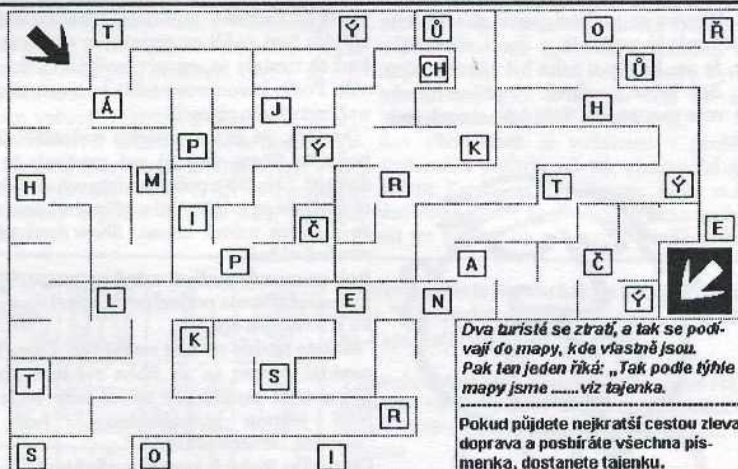 T Ý Ů O Ř
CH Ů
Á J H
P Ý K
H M R T Ý
I Č E
P A Č
L E N Ý
K
T S
R
S O I
Dva turisté se ztratí, a tak se podí-
vají do mapy, kde vlastně jsou.
Pak ten jeden říká: „Tak podle týhle
mapy jsme ......viz tajenka.
Pokud půjdete nejkratší cestou zleva
doprava a posbíráte všechna pís-
menka, dostanete tajenku.